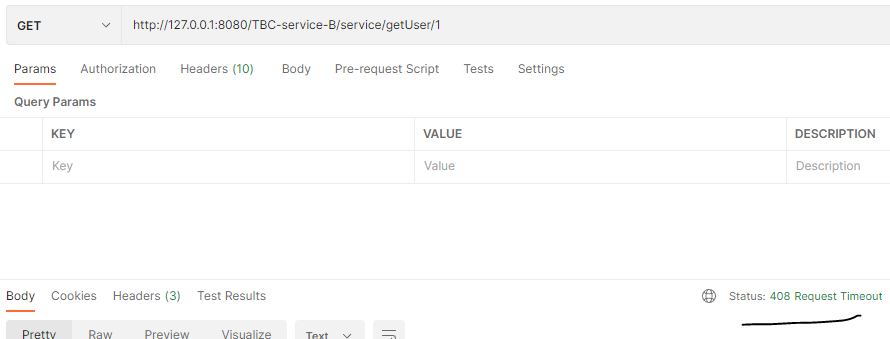 GET http://127.0.0.1:8080/TBC-service-B/service/getUser/1
Params Authorization Headers (10) Body Pre-request Script Tests Settings
Query Params
KEY VALUE DESCRIPTION
Key Value Description
Body Cookies Headers (3) Test Results Status: 408 Request Timeout
Pretty Raw Preview Visualize Text